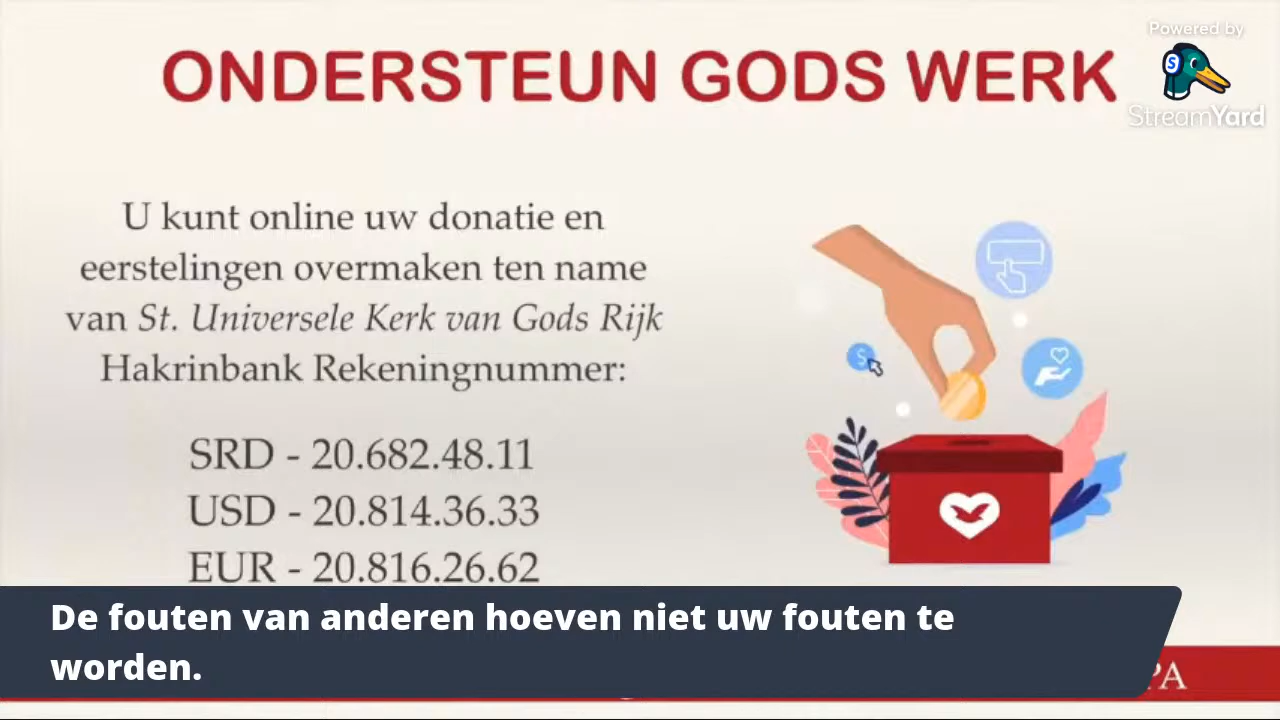 Powered by
StreamYard
ONDERSTEUN GODS WERK
U kunt online uw donatie en
eerstelingen overmaken ten name
van St. Universele Kerk van Gods Rijk
Hakrinbank Rekeningnummer:
SRD - 20.682.48.11
USD - 20.814.36.33
EUR - 20.816.26.62
De fouten van anderen hoeven niet uw fouten te
worden.